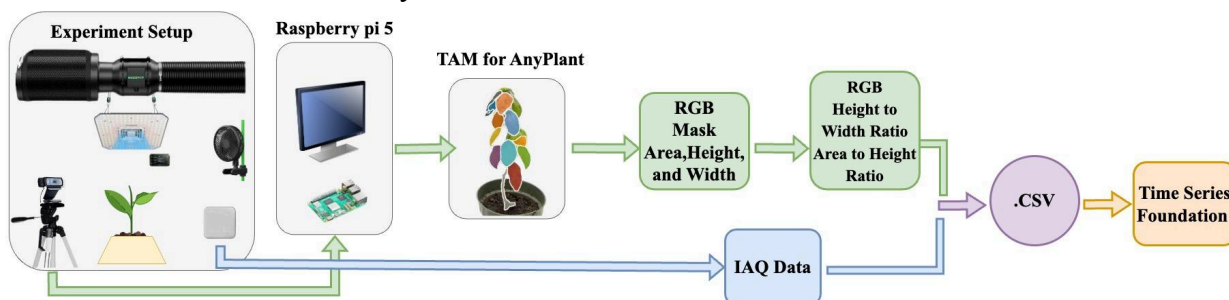 Experiment Setup
Raspberry pi 5
TAM for AnyPlant
RGB
Mask
Area,Height,
and Width
RGB
Height to
Width Ratio
Area to Height
Ratio
.CSV
Time Series
Foundation
IAQ Data